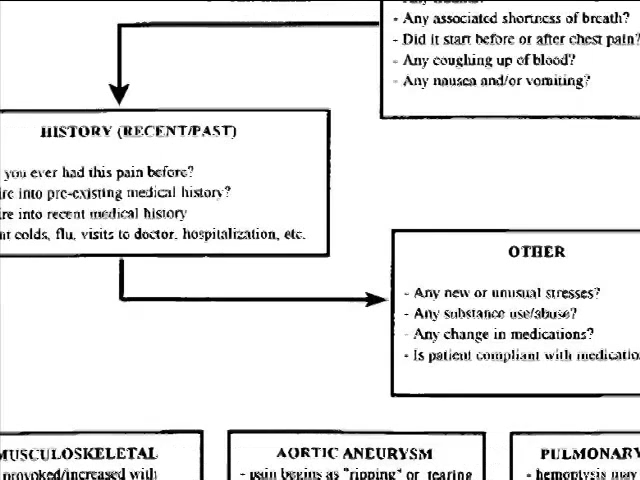 - Any associated shortness of breath?
- Did it start before or after chest pain?
- Any coughing up of blood?
- Any nausea and/or vomiting?
HISTORY (RECENT/PAST)
you ever had this pain before?
ire into pre-existing medical history?
ire into recent medical history
nt colds, flu, visits to doctor, hospitalization, etc.
OTHER
- Any new or unusual stresses?
- Any substance use/abuse?
- Any change in medications?
- Is patient compliant with medicatio
MUSCULOSKELETAL
provoked/increased with
AORTIC ANEURYSM
- pain begins as "ripping" or tearing
PULMONARY
- hemoptysis may